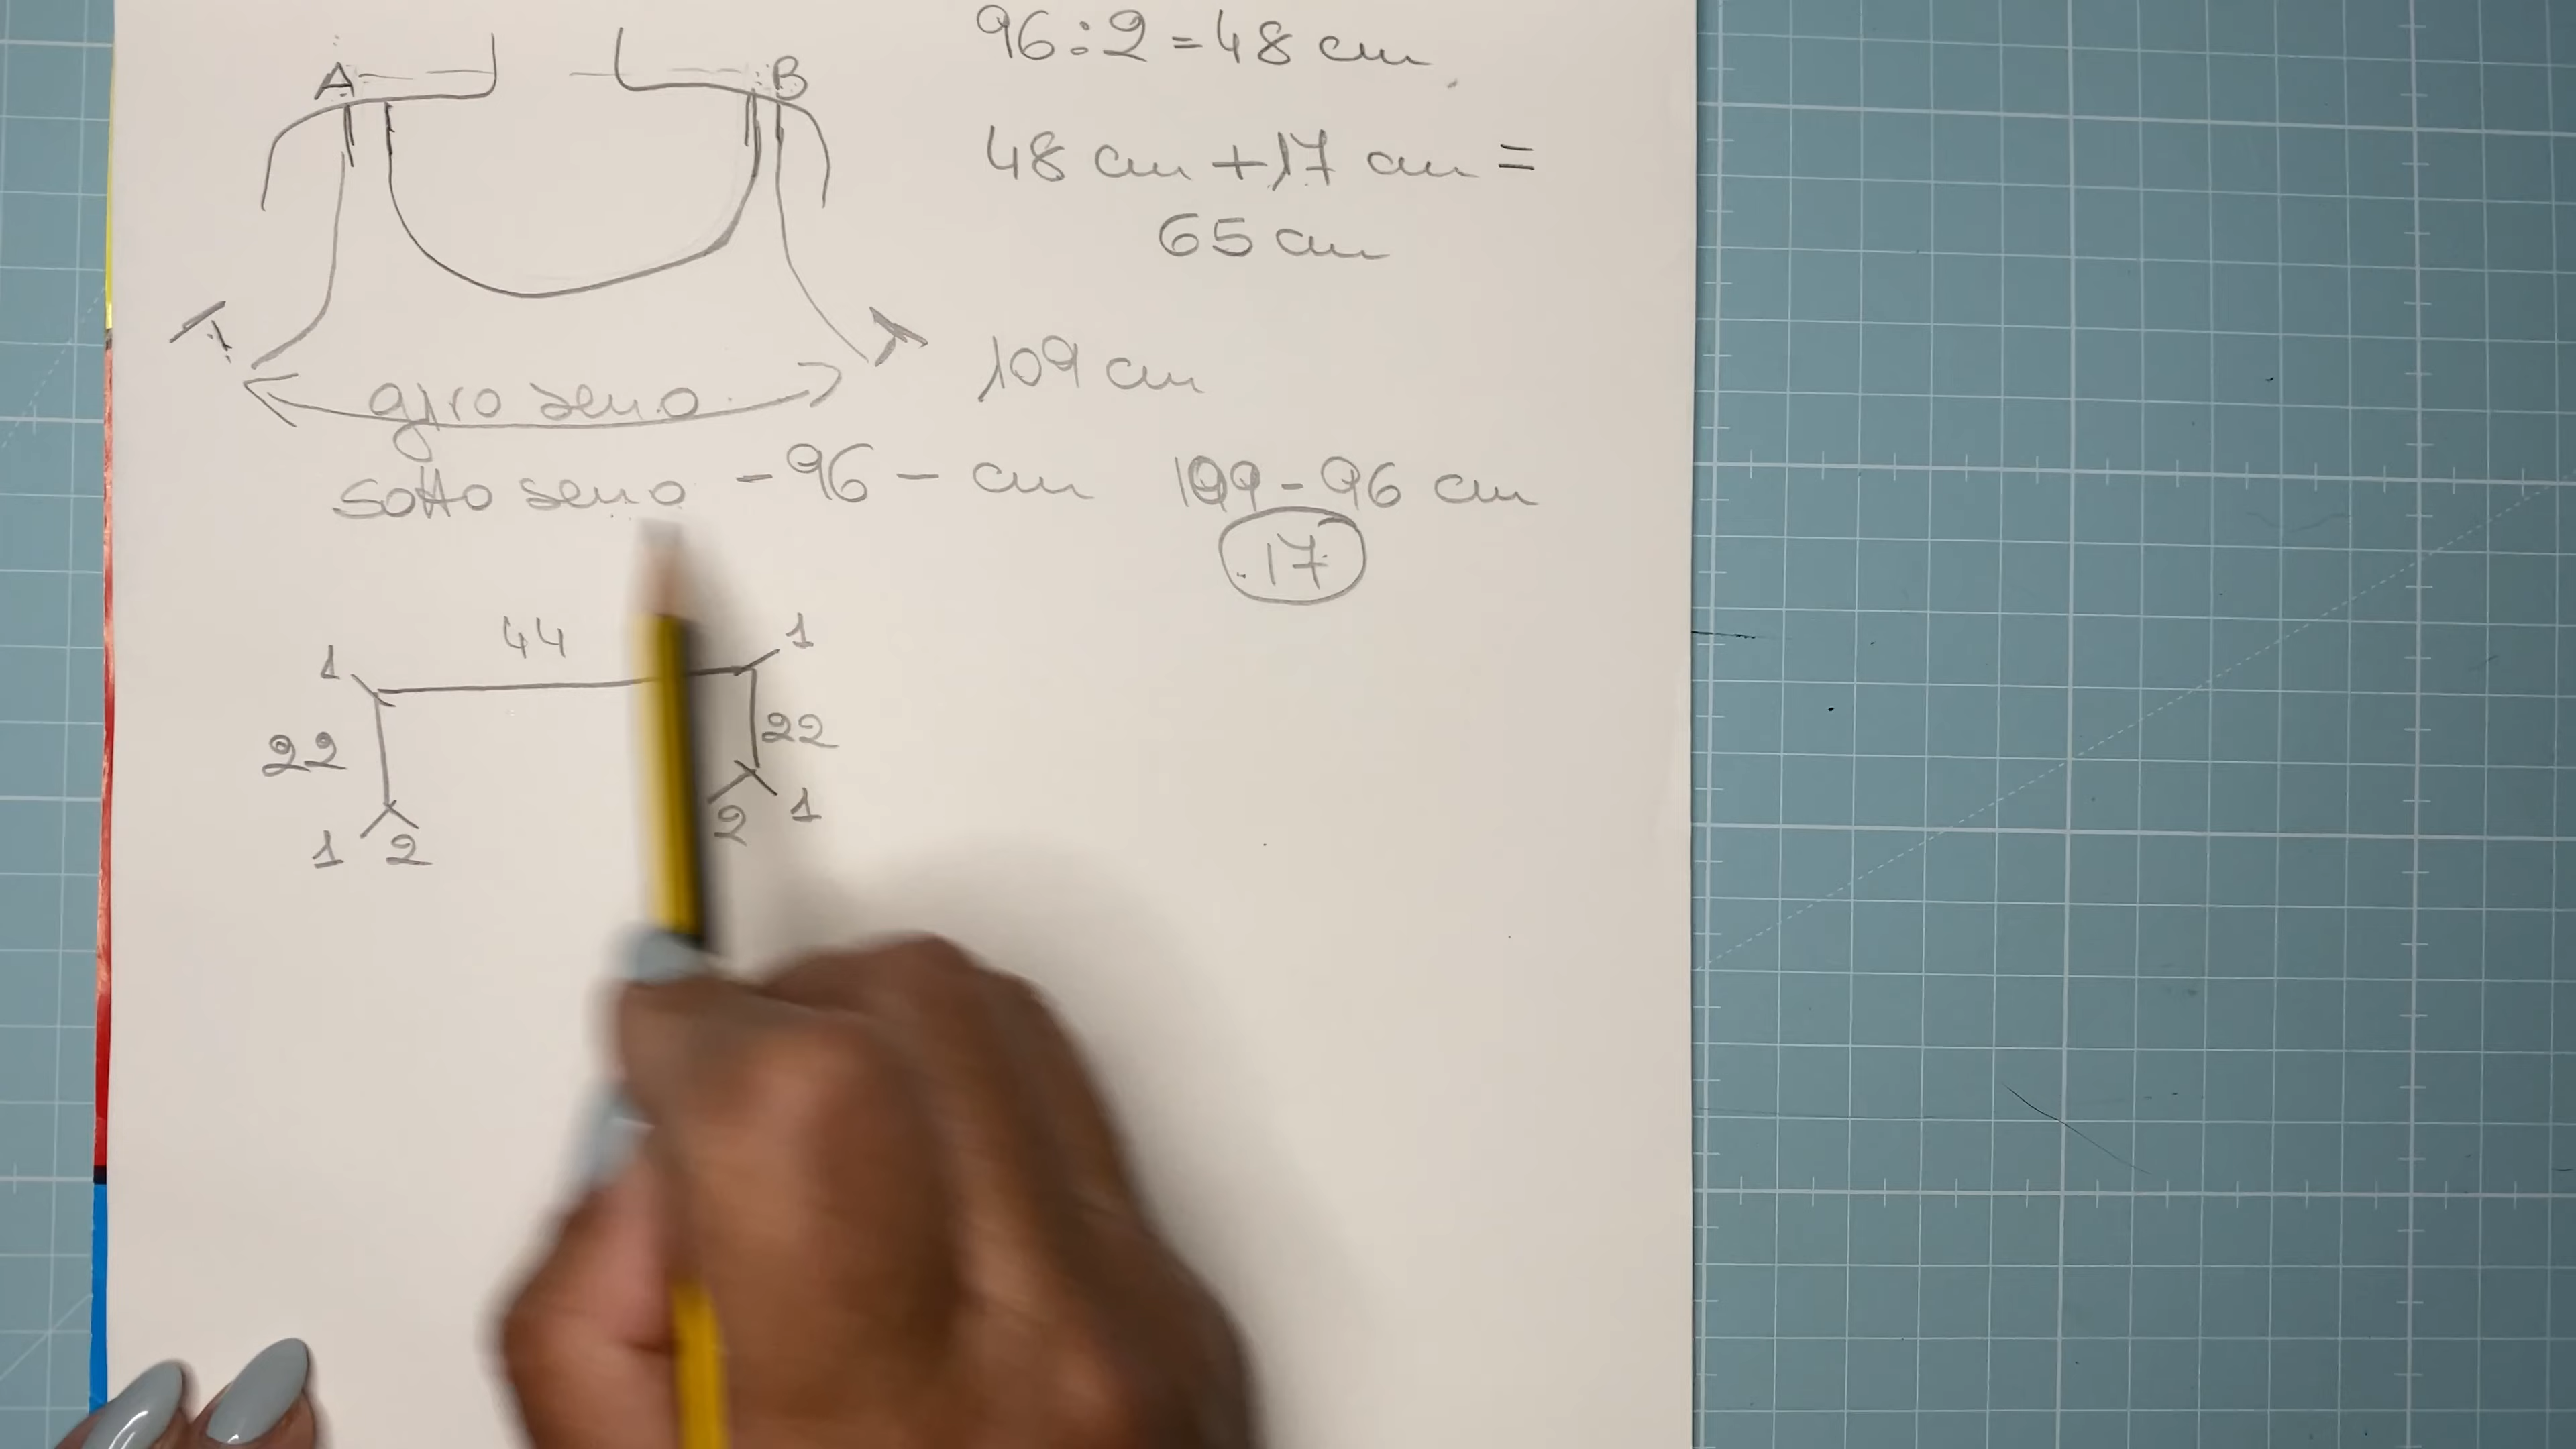 96:2=48 cm
A B
48 cm +17 cm =
65 cm
109 cm
giro seno
sotto seno - 96 - cm 109-96 cm
17
44
1 1
22 22
1 2 2 1